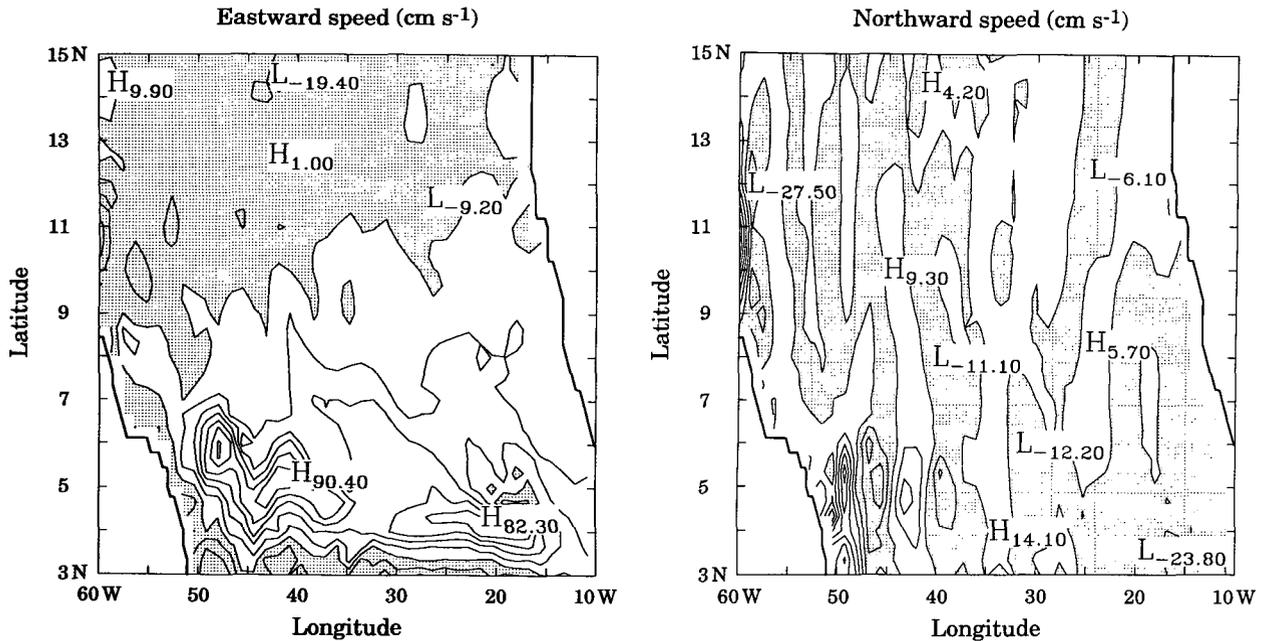 Eastward speed (cm s-1)
15N
13
11
9
7
5
3N
Latitude
60W
50
40
30
20
10W
Longitude
H9.90
L-19.40
H1.00
L-9.20
H90.40
H82.30
Northward speed (cm s-1)
15N
13
11
9
7
5
3N
Latitude
60W
50
40
30
20
10W
Longitude
H4.20
L-27.50
L-6.10
H9.30
H5.70
L-11.10
L-12.20
H14.10
L-23.80